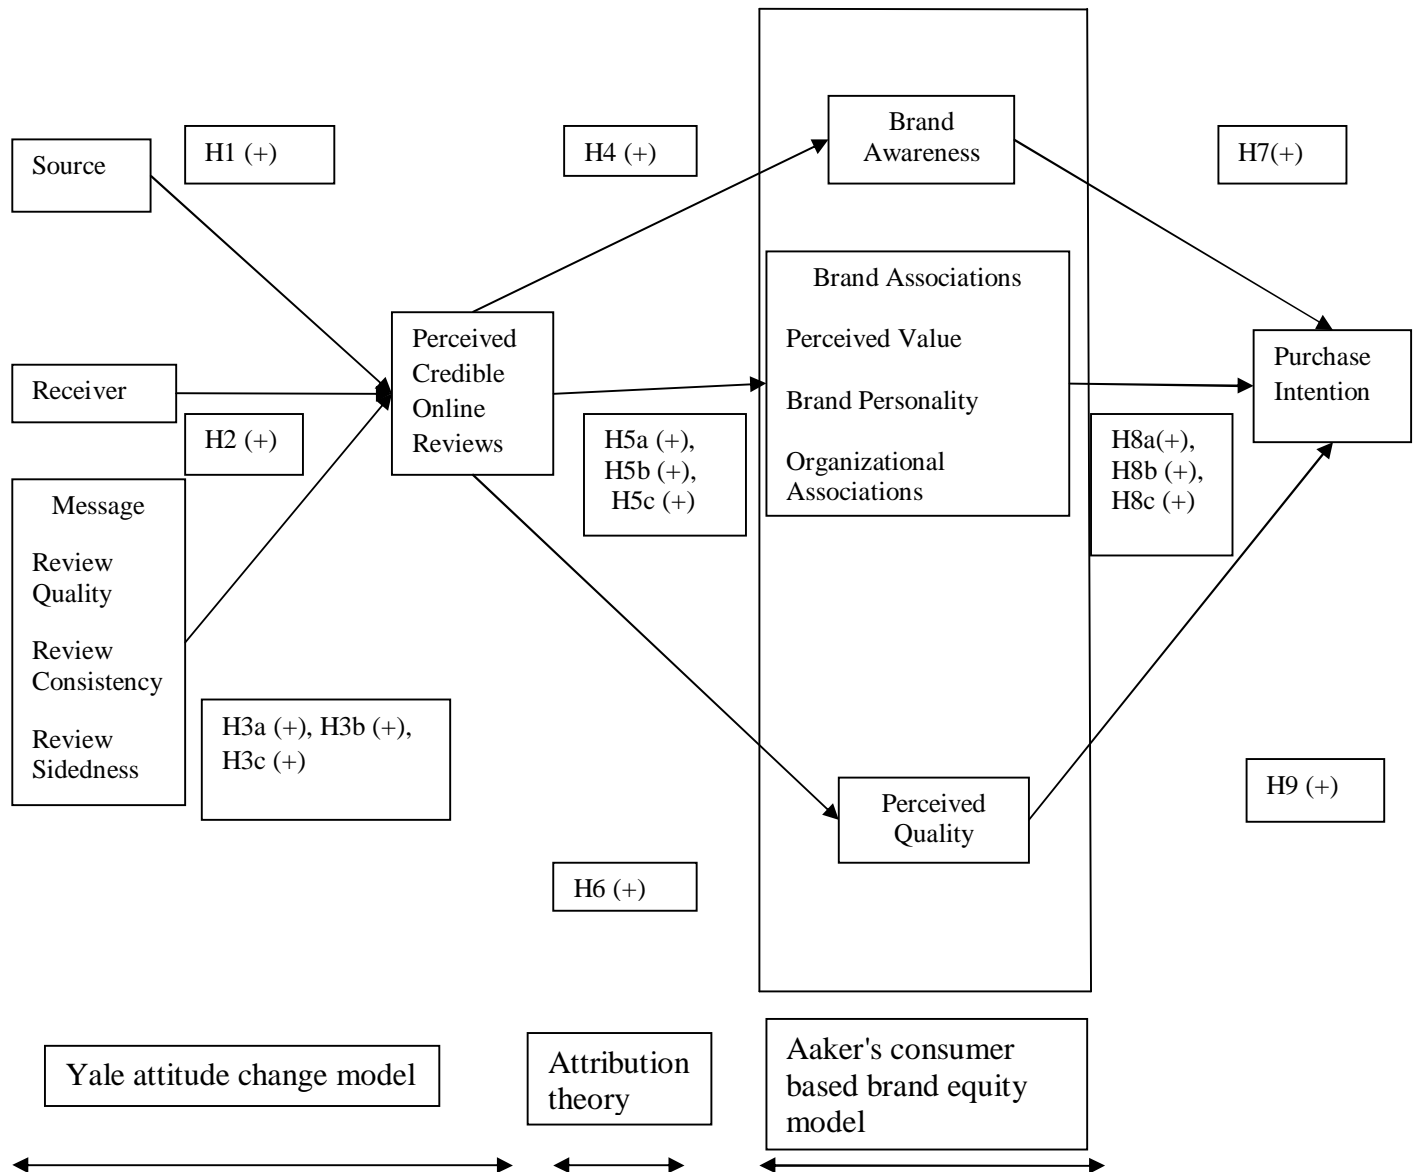 Source
H1 (+)
H4 (+)
Brand
Awareness
H7(+)
Receiver
H2 (+)
Perceived
Credible
Online
Reviews
Brand Associations
Perceived Value
Brand Personality
Organizational
Associations
Purchase
Intention
H5a (+),
H5b (+),
H5c (+)
H8a(+),
H8b (+),
H8c (+)
Message
Review
Quality
Review
Consistency
Review
Sidedness
H3a (+), H3b (+),
H3c (+)
Perceived
Quality
H9 (+)
H6 (+)
Yale attitude change model
Attribution
theory
Aaker's consumer
based brand equity
model